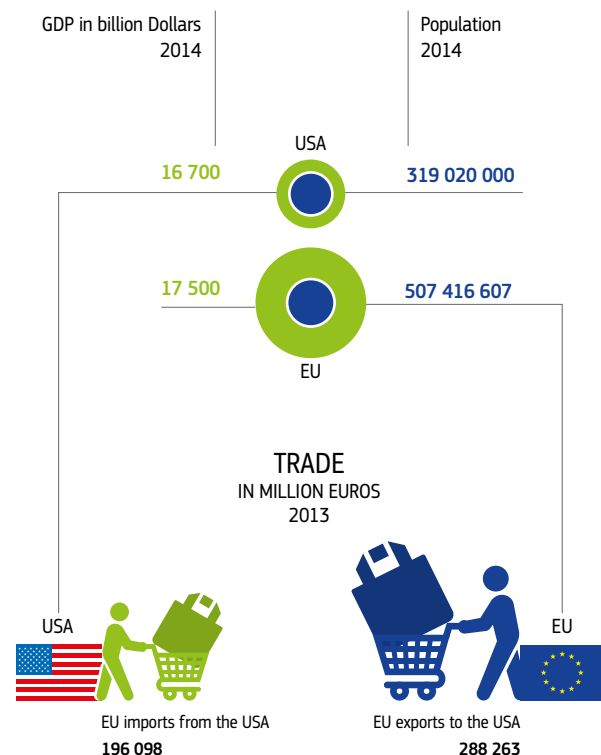 GDP in billion Dollars
2014
Population
2014
USA
16 700
319 020 000
17 500
507 416 607
EU
TRADE
IN MILLION EUROS
2013
USA
EU
EU imports from the USA
196 098
EU exports to the USA
288 263